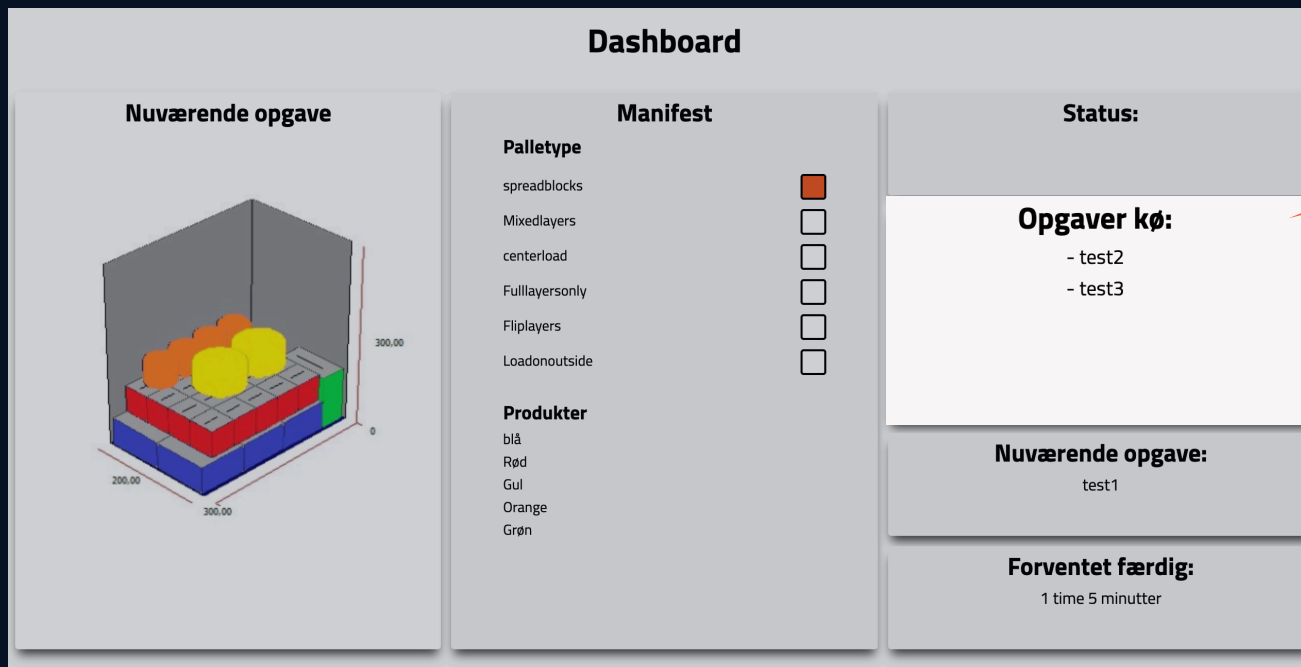 Dashboard
Nuværende opgave
300,00
0
200,00
300,00
Manifest
Palletype
spreadblocks
Mixedlayers
centerload
Fulllayersonly
Fliplayers
Loadonoutside
Produkter
blå
Rød
Gul
Orange
Grøn
Status:
Opgaver kø:
- test2
- test3
Nuværende opgave:
test1
Forventet færdig:
1 time 5 minutter